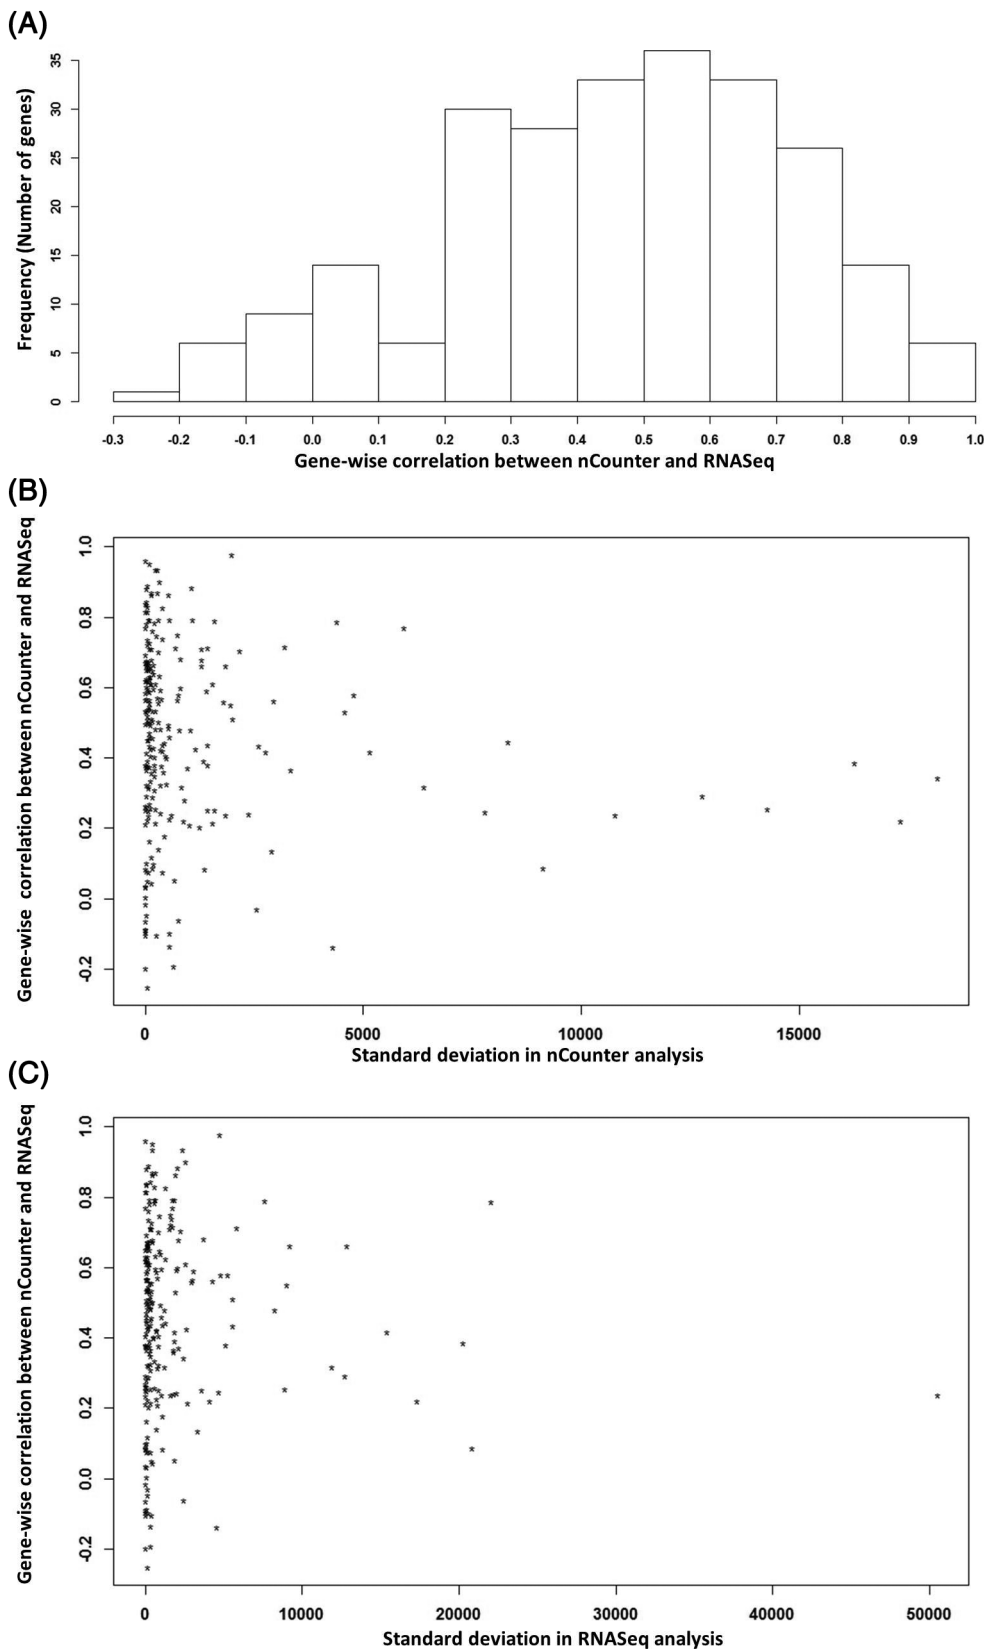 (A)
Frequency (Number of genes)
35
30
25
20
15
10
5
0
-0.3 -0.2 -0.1 0.0 0.1 0.2 0.3 0.4 0.5 0.6 0.7 0.8 0.9 1.0
Gene-wise correlation between nCounter and RNASeq
(B)
Gene-wise correlation between nCounter and RNASeq
1.0
0.8
0.6
0.4
0.2
0.0
-0.2
0 5000 10000 15000
Standard deviation in nCounter analysis
(C)
Gene-wise correlation between nCounter and RNASeq
1.0
0.8
0.6
0.4
0.2
0.0
-0.2
0 10000 20000 30000 40000 50000
Standard deviation in RNASeq analysis